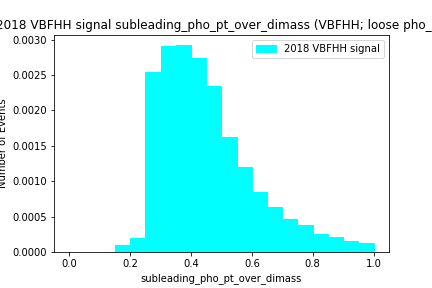 2018 VBFHH signal subleading_pho_pt_over_dimass (VBFHH; loose pho_
2018 VBFHH signal
Number of Events
0.0030
0.0025
0.0020
0.0015
0.0010
0.0005
0.0000
0.0 0.2 0.4 0.6 0.8 1.0
subleading_pho_pt_over_dimass